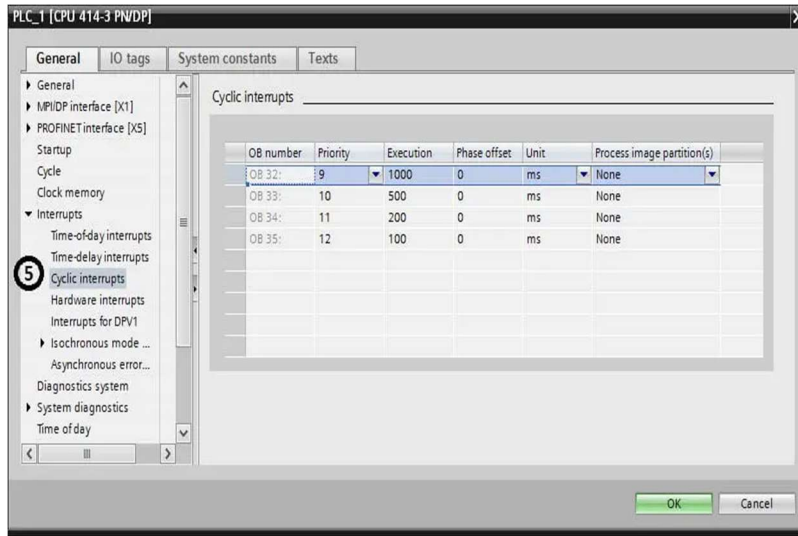 PLC_1 [CPU 414-3 PN/DP]
General IO tags System constants Texts
General
MPI/DP interface [X1]
PROFINET interface [X5]
Startup
Cycle
Clock memory
Interrupts
Time-of-day interrupts
Time-delay interrupts
5 Cyclic interrupts
Hardware interrupts
Interrupts for DPV1
Isochronous mode ...
Asynchronous error...
Diagnostics system
System diagnostics
Time of day
Cyclic interrupts
OB number Priority Execution Phase offset Unit Process image partition(s)
OB 32: 9 1000 0 ms None
OB 33: 10 500 0 ms None
OB 34: 11 200 0 ms None
OB 35: 12 100 0 ms None
OK Cancel